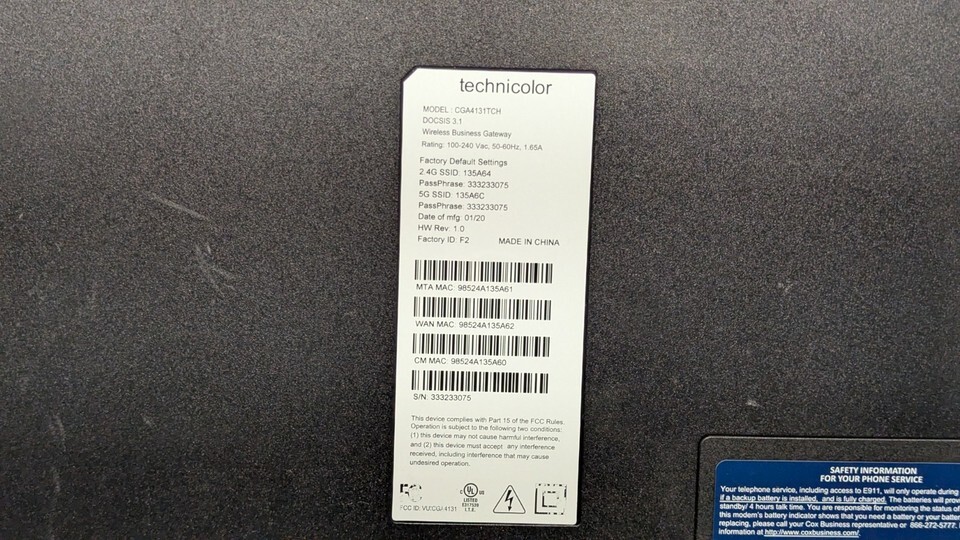 technicolor
MODEL : CGA4131TCH
DOCSIS 3.1
Wireless Business Gateway
Rating: 100-240 Vac, 50-60Hz, 1.65A
Factory Default Settings
2.4G SSID: 135A64
PassPhrase: 333233075
5G SSID: 135A6C
PassPhrase: 333233075
Date of mfg :01/20
HW Rev: 1.0
Factory ID: F2 MADE IN CHINA
MTA MAC: 98524A135A61
WAN MAC: 98524A135A62
CM MAC: 98524A135A60
S/N: 333233075
This device complies with Part 15 of the FCC Rules.
Operation is subject to the following two conditions:
(1) this device may not cause harmful interference,
and (2) this device must accept any interference
received, including interference that may cause
undesired operation.
c UL us
LISTED
I.T.E.
FCC ID:
SAFETY INFORMATION
FOR YOUR PHONE SERVICE
Your telephone service, including access to E911, will only operate during
if a backup battery is installed, and is fully charged. The batteries will
standby/ 4 hours talk time. You are responsible for monitoring the status of
this modem's battery indicator shows that you need a battery or your
replacing, please call your Cox Business representative or 866-272-5777.
information at http://www.coxbusiness.com/.